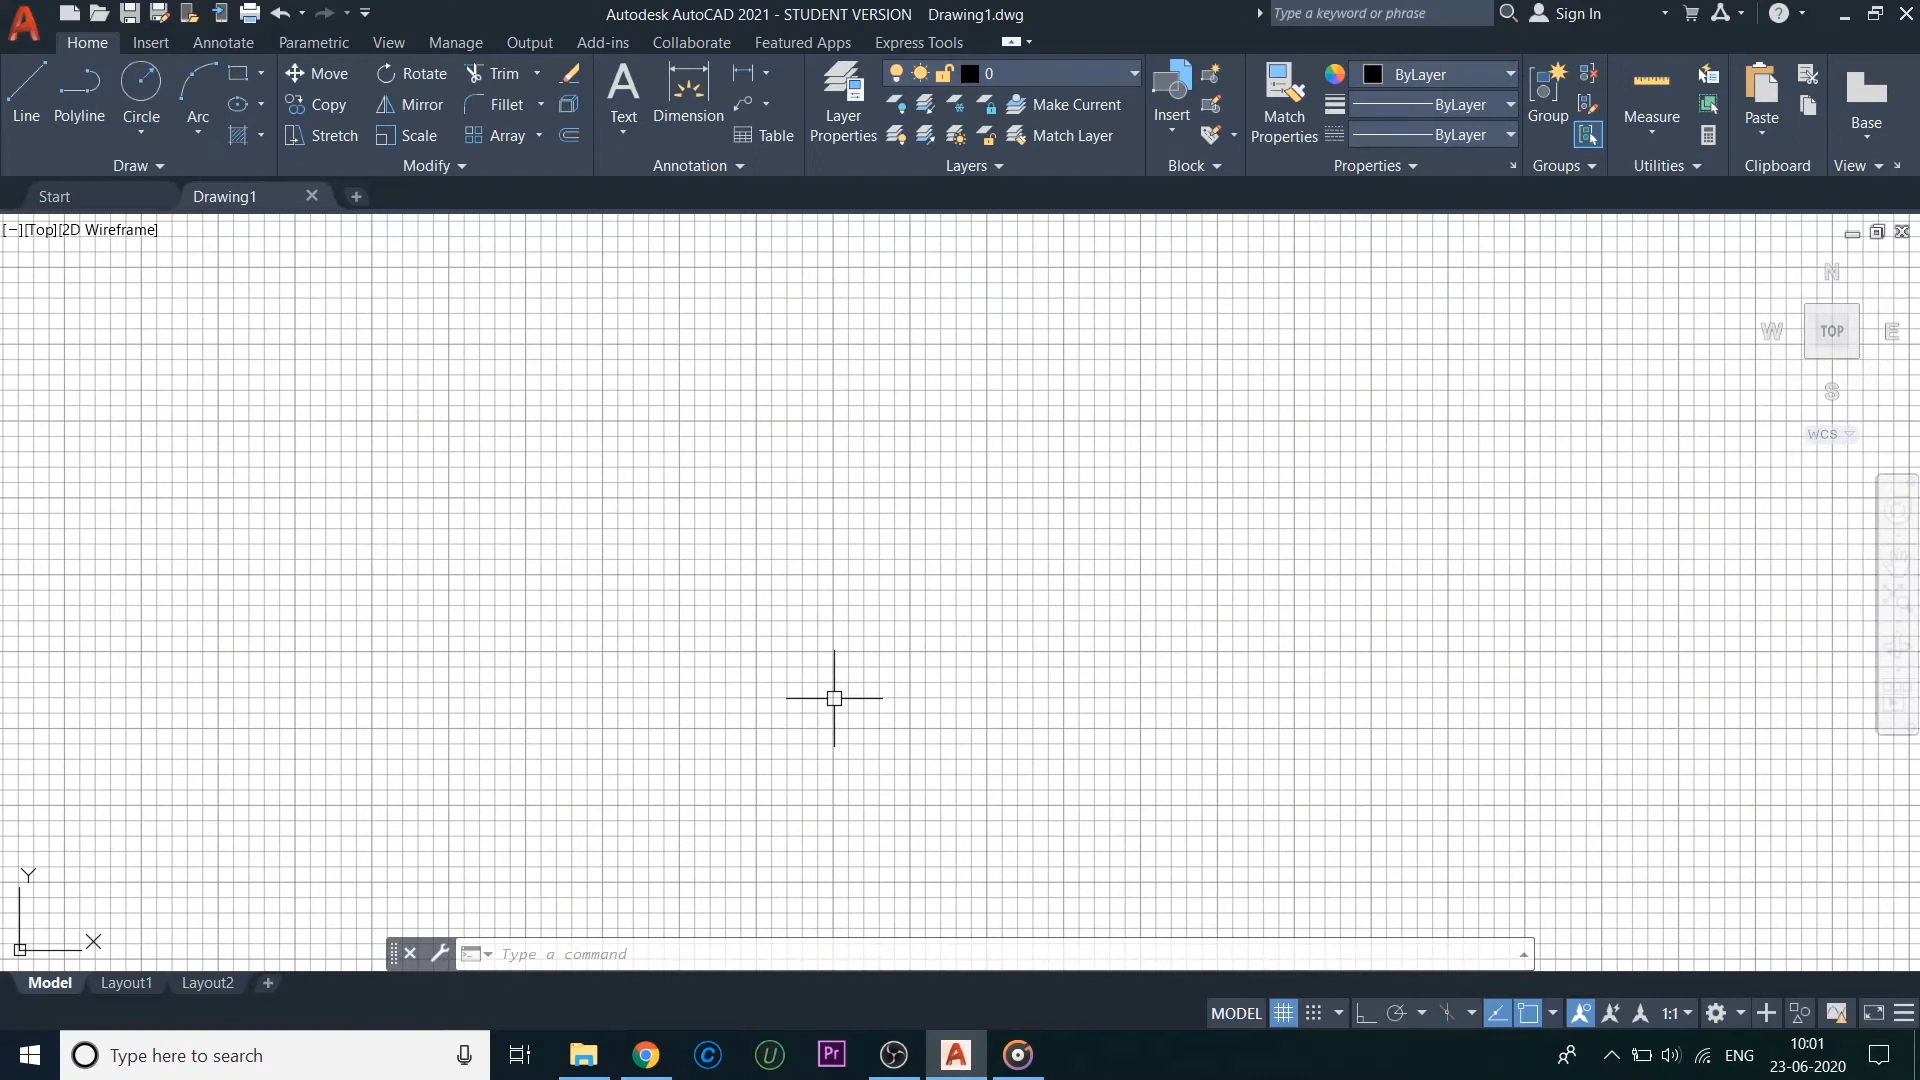 Autodesk AutoCAD 2021 - STUDENT VERSION Drawing1.dwg
Type a keyword or phrase
Sign In
Home Insert Annotate Parametric View Manage Output Add-ins Collaborate Featured Apps Express Tools
Line Polyline Circle Arc
Draw
Move Rotate Trim
Copy Mirror Fillet
Stretch Scale Array
Modify
Text Dimension Table
Annotation
Layer Properties
0
Make Current
Match Layer
Layers
Insert
Block
Match Properties
ByLayer
ByLayer
ByLayer
Properties
Group
Groups
Measure
Utilities
Paste
Clipboard
Base
View
Start Drawing1
[−][Top][2D Wireframe]
N
W TOP E
S
WCS
Y
X
Type a command
Model Layout1 Layout2
MODEL 1:1
Type here to search
Pr
ENG
10:01
23-06-2020